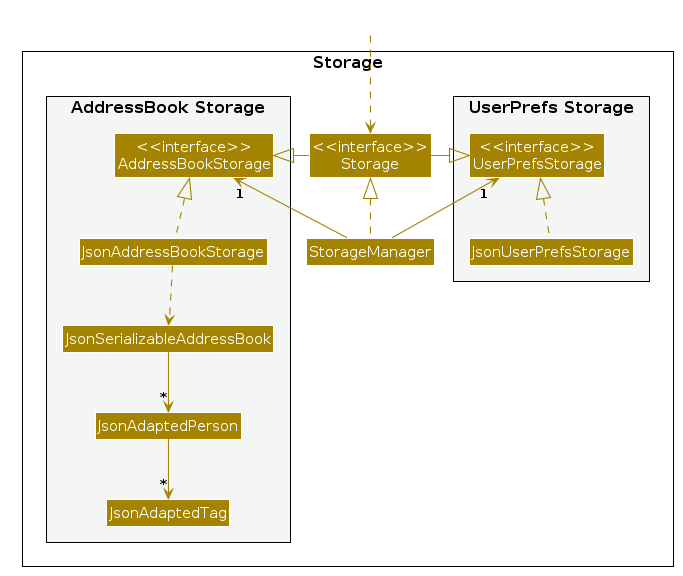 Storage
AddressBook Storage
UserPrefs Storage
<<interface>>
AddressBookStorage
<<interface>>
Storage
<<interface>>
UserPrefsStorage
1
1
JsonAddressBookStorage
StorageManager
JsonUserPrefsStorage
JsonSerializableAddressBook
*
JsonAdaptedPerson
*
JsonAdaptedTag